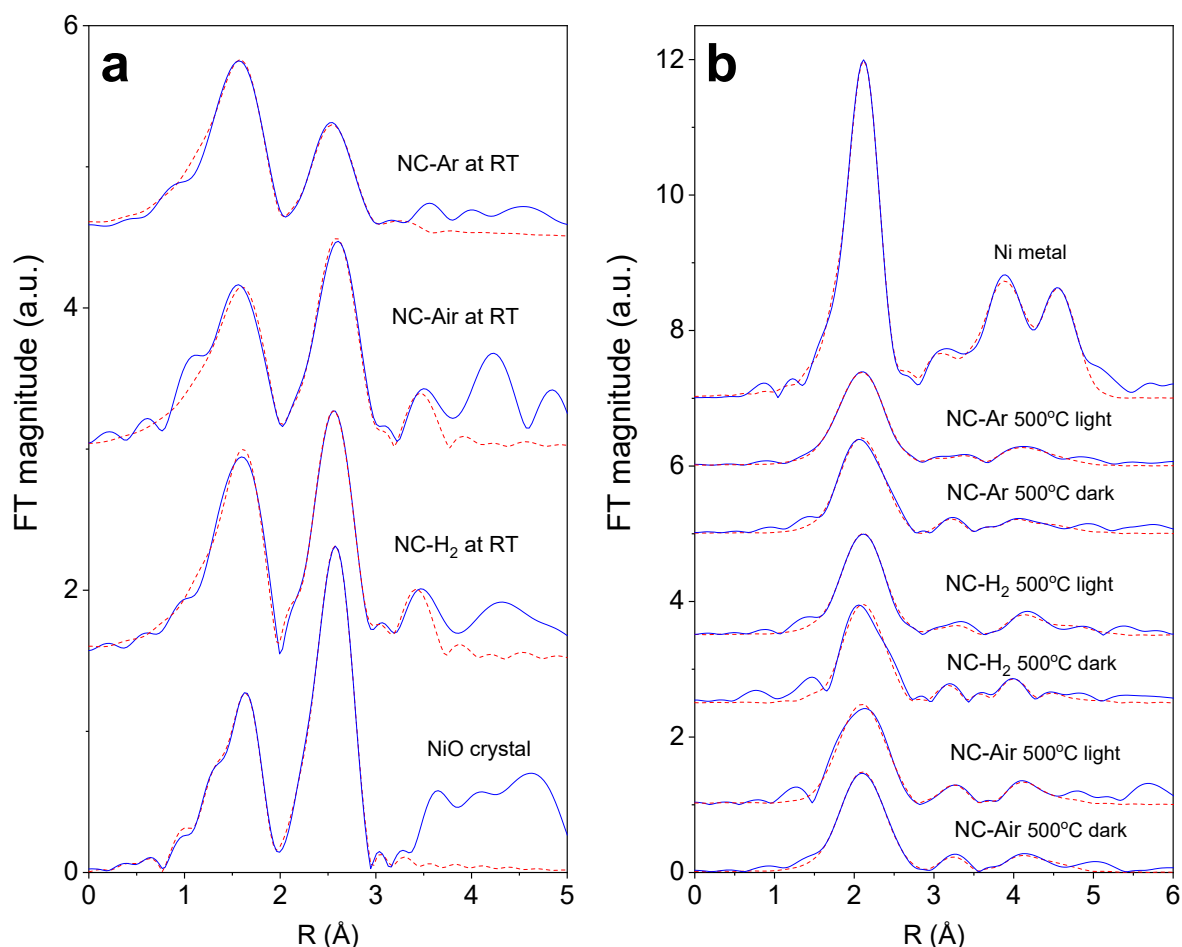 a
6
4
2
0
FT magnitude (a.u.)
NC-Ar at RT
NC-Air at RT
NC-H₂ at RT
NiO crystal
0 1 2 3 4 5
R (Å)
b
12
10
8
6
4
2
0
FT magnitude (a.u.)
Ni metal
NC-Ar 500°C light
NC-Ar 500°C dark
NC-H₂ 500°C light
NC-H₂ 500°C dark
NC-Air 500°C light
NC-Air 500°C dark
0 1 2 3 4 5 6
R (Å)